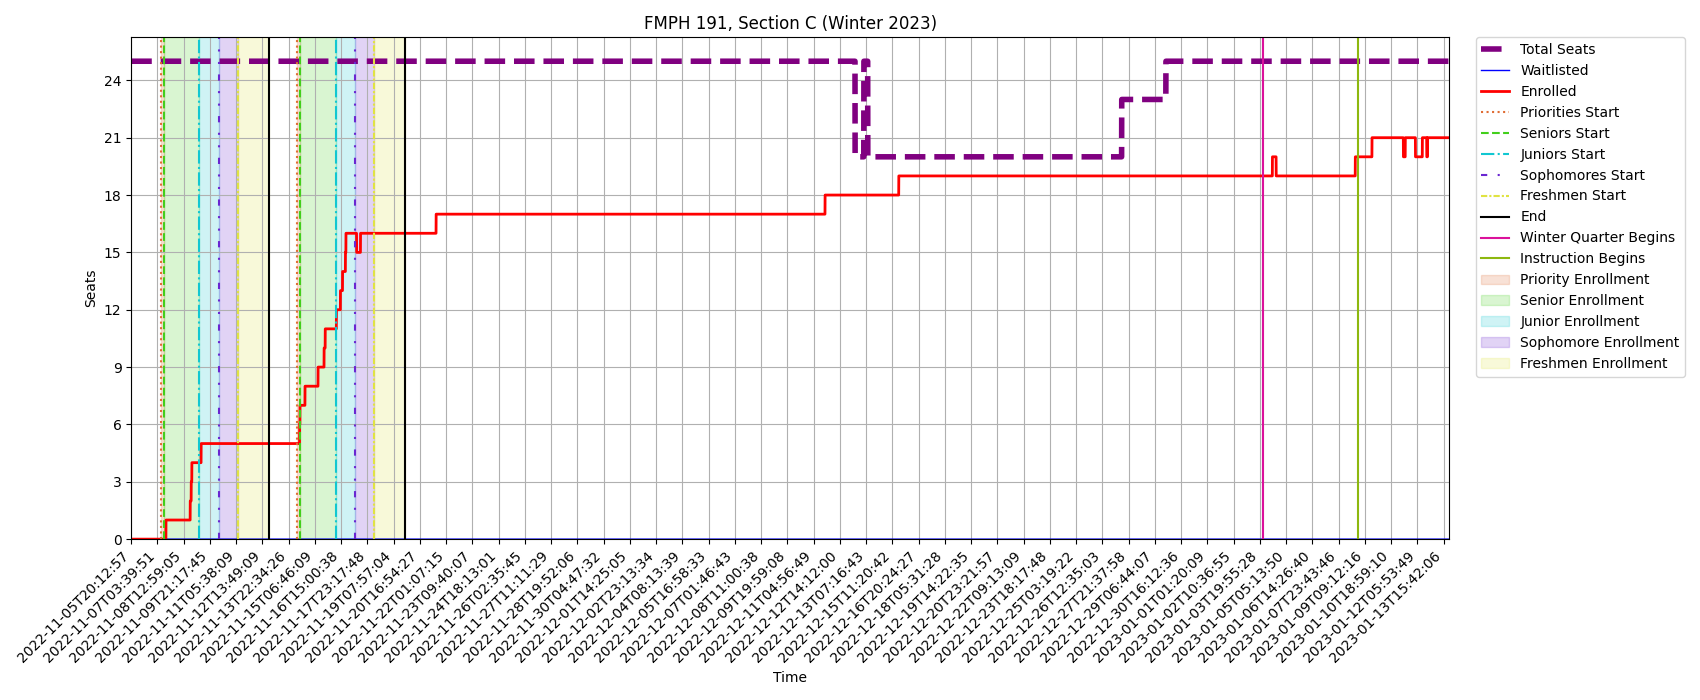 FMPH 191, Section C (Winter 2023)
Seats
24
21
18
15
12
9
6
3
0
2022-11-05T20:12:57
2022-11-07T03:39:51
2022-11-08T12:59:05
2022-11-09T21:17:45
2022-11-11T05:38:09
2022-11-12T13:49:09
2022-11-13T22:34:26
2022-11-15T06:46:09
2022-11-16T15:00:38
2022-11-17T23:17:48
2022-11-19T07:57:04
2022-11-20T16:54:27
2022-11-22T01:07:15
2022-11-23T09:40:07
2022-11-24T18:13:01
2022-11-26T02:35:45
2022-11-27T11:11:29
2022-11-28T19:52:06
2022-11-30T04:47:32
2022-12-01T14:25:05
2022-12-02T23:13:34
2022-12-04T08:13:39
2022-12-05T16:58:33
2022-12-07T01:46:43
2022-12-08T11:00:38
2022-12-09T19:59:08
2022-12-11T04:56:49
2022-12-12T14:12:00
2022-12-13T07:16:43
2022-12-15T11:20:42
2022-12-16T20:24:27
2022-12-18T05:31:28
2022-12-19T14:22:35
2022-12-20T23:21:57
2022-12-22T09:13:09
2022-12-23T18:17:48
2022-12-25T03:19:22
2022-12-26T12:35:03
2022-12-27T21:37:58
2022-12-29T06:44:07
2022-12-30T16:12:36
2023-01-01T01:20:09
2023-01-02T10:36:55
2023-01-03T19:55:28
2023-01-05T05:13:50
2023-01-06T14:26:40
2023-01-07T23:43:46
2023-01-09T09:12:16
2023-01-10T18:59:10
2023-01-12T05:53:49
2023-01-13T15:42:06
Time
Total Seats
Waitlisted
Enrolled
Priorities Start
Seniors Start
Juniors Start
Sophomores Start
Freshmen Start
End
Winter Quarter Begins
Instruction Begins
Priority Enrollment
Senior Enrollment
Junior Enrollment
Sophomore Enrollment
Freshmen Enrollment